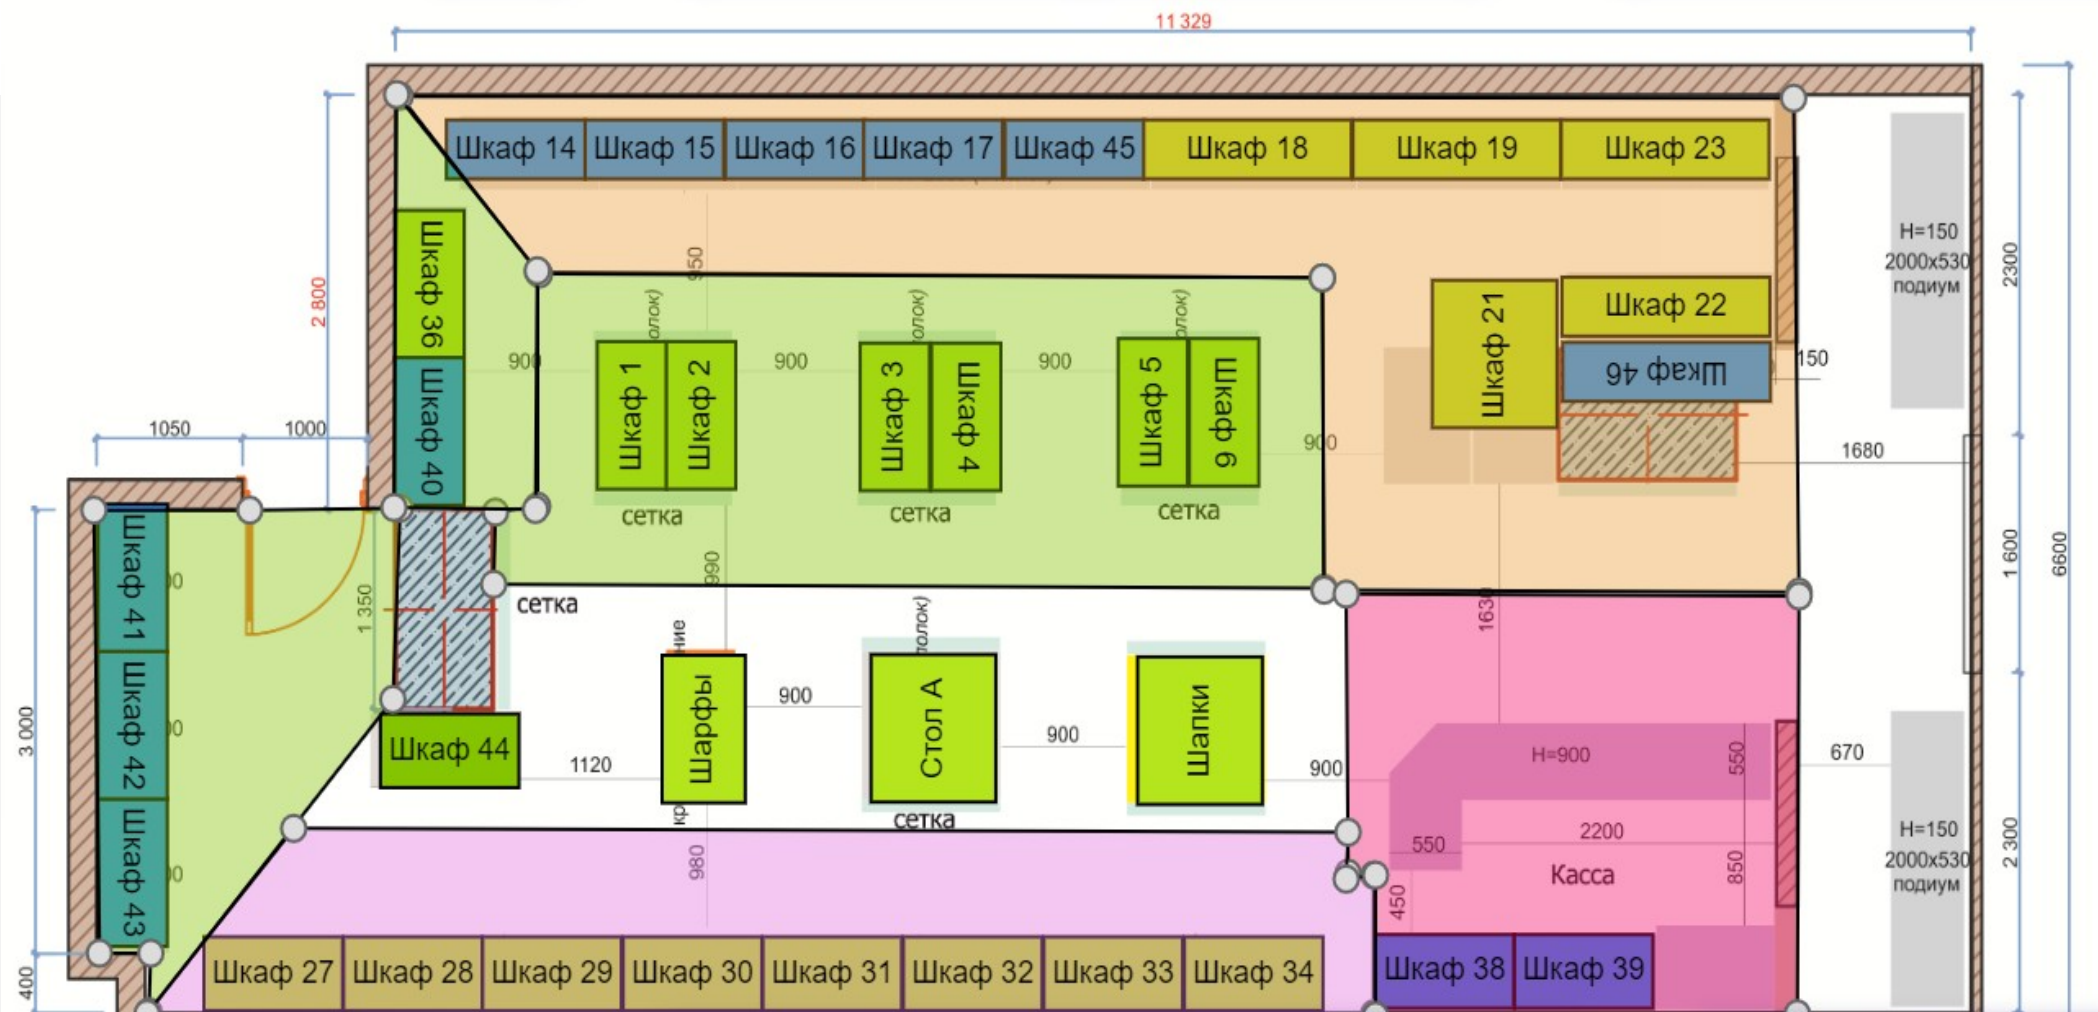 11 329
Шкаф 14 Шкаф 15 Шкаф 16 Шкаф 17 Шкаф 45 Шкаф 18 Шкаф 19 Шкаф 23
2 800
Шкаф 36
Шкаф 40
950
H=150
2000x530
подиум
2300
Шкаф 21
Шкаф 22
Шкаф 46
150
олок)
олок)
олок)
900
Шкаф 1
Шкаф 2
900
Шкаф 3
Шкаф 4
900
Шкаф 5
Шкаф 6
900
1680
1050
1000
сетка
сетка
сетка
Шкаф 41
Шкаф 42
Шкаф 43
1 350
990
1630
1 600
6600
сетка
ние
олок)
3 000
Шкаф 44
1120
Шарфы
900
Стол А
900
Шапки
900
H=900
550
670
кр
сетка
980
550
2200
850
Касса
450
H=150
2000x530
подиум
2 300
400
Шкаф 27 Шкаф 28 Шкаф 29 Шкаф 30 Шкаф 31 Шкаф 32 Шкаф 33 Шкаф 34 Шкаф 38 Шкаф 39